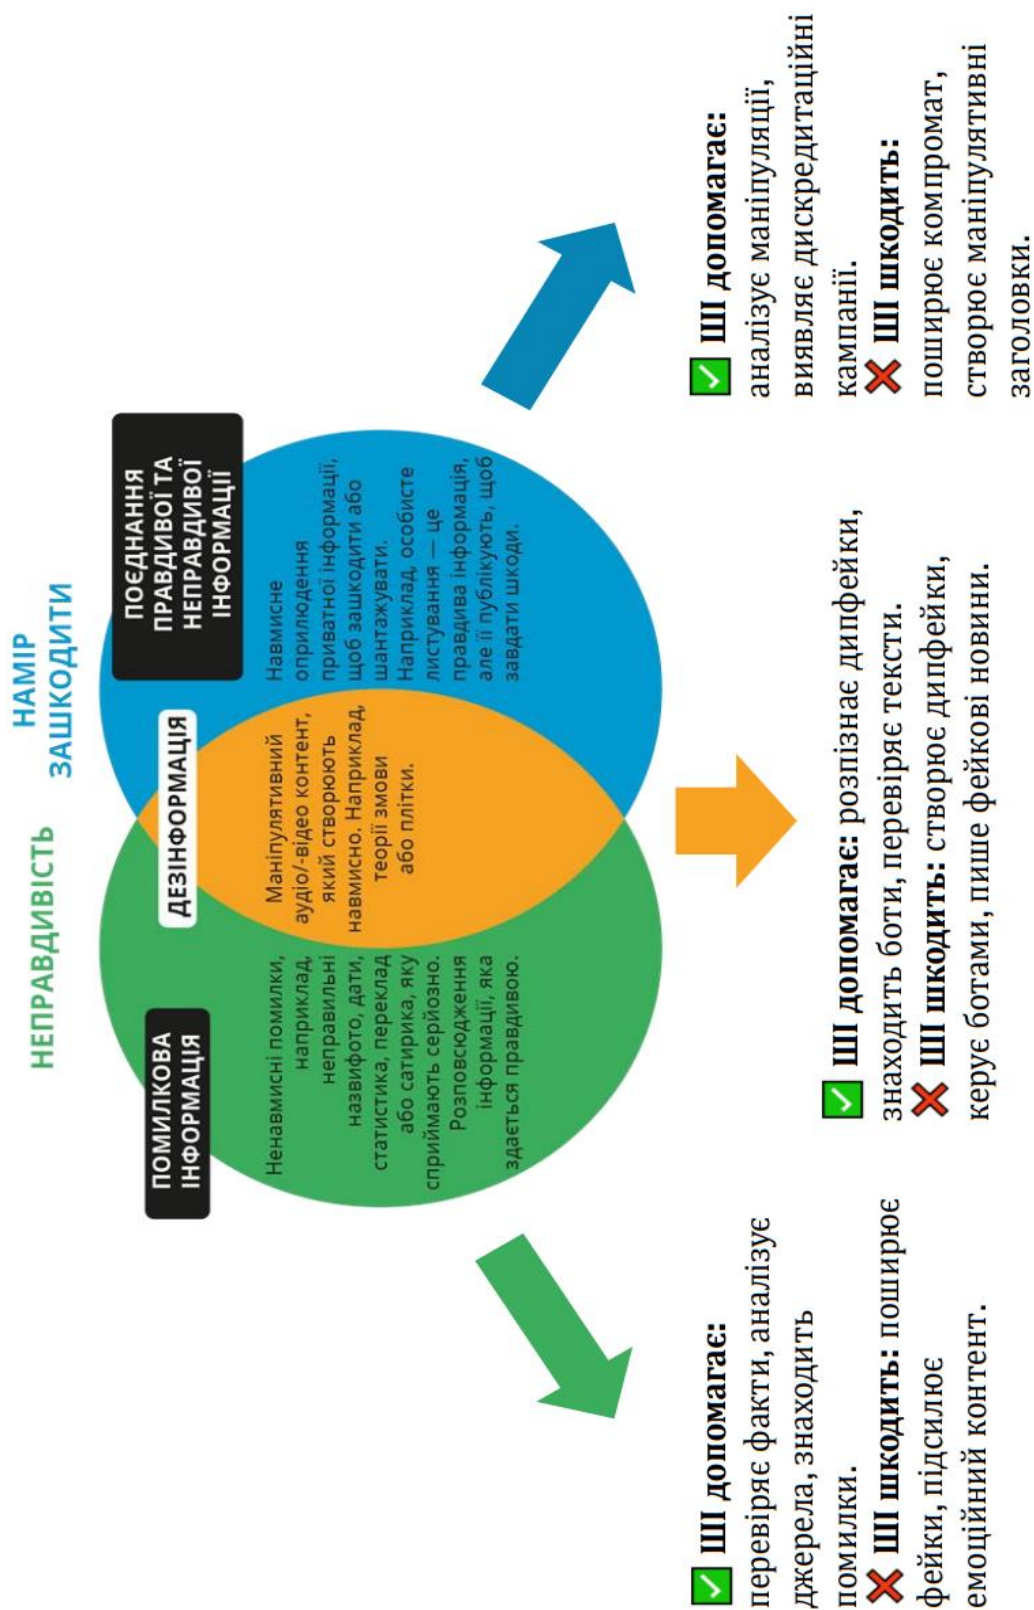 НЕПРАВДИВІСТЬ
НАМІР
ЗАШКОДИТИ
ПОМИЛКОВА
ІНФОРМАЦІЯ
Ненавмисні помилки,
наприклад,
неправильні
назвифото, дати,
статистика, переклад
або сатирика, яку
сприймають серйозно.
Розповсюдження
інформації, яка
здається правдивою.
ДЕЗІНФОРМАЦІЯ
Маніпулятивний
аудіо/-відео контент,
який створюють
навмисно. Наприклад,
теорії змови
або плітки.
ПОЄДНАННЯ
ПРАВДИВОЇ ТА
НЕПРАВДИВОЇ
ІНФОРМАЦІЇ
Навмисне
оприлюдення
приватної інформації,
щоб зашкодити або
шантажувати.
Наприклад, особисте
листування — це
правдива інформація,
але її публікують, щоб
завдати шкоди.
✅ ШІ допомагає:
перевіряє факти, аналізує
джерела, знаходить
помилки.
❌ ШІ шкодить: поширює
фейки, підсилює
емоційний контент.
✅ ШІ допомагає: розпізнає дипфейки,
знаходить боти, перевіряє тексти.
❌ ШІ шкодить: створює дипфейки,
керує ботами, пише фейкові новини.
✅ ШІ допомагає:
аналізує маніпуляції,
виявляє дискредитаційні
кампанії.
❌ ШІ шкодить:
поширює компромат,
створює маніпулятивні
заголовки.